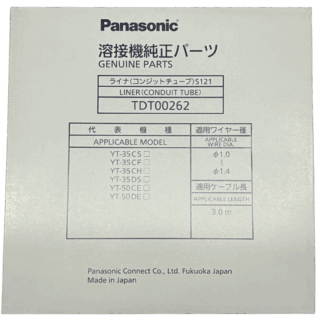 Panasonic
溶接機純正パーツ
GENUINE PARTS
ライナ(コンジットチューブ)S121
LINER(CONDUIT TUBE)
TDT00262
代表機種
APPLICABLE MODEL
YT-35CS□
YT-35CF□
YT-35CH□
YT-35DS□
YT-50CE□
YT-50DE□
適用ワイヤー種
APPLICABLE WIRE DIA.
φ1.0
|
φ1.4
適用ケーブル長
APPLICABLE LENGTH
3.0 m
Panasonic Connect Co., Ltd. Fukuoka Japan
Made in Japan